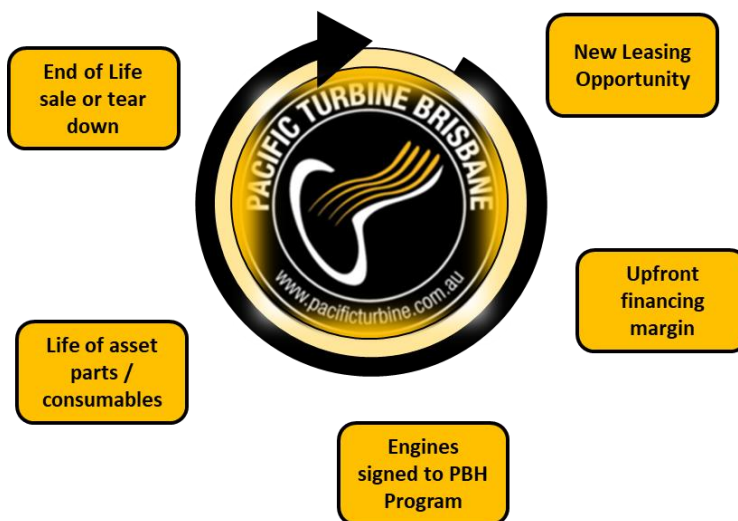 New Leasing
Opportunity
Upfront
financing
margin
Engines
signed to PBH
Program
Life of asset
parts /
consumables
End of Life
sale or tear
down
PACIFIC TURBINE BRISBANE
www.pacificturbine.com.au